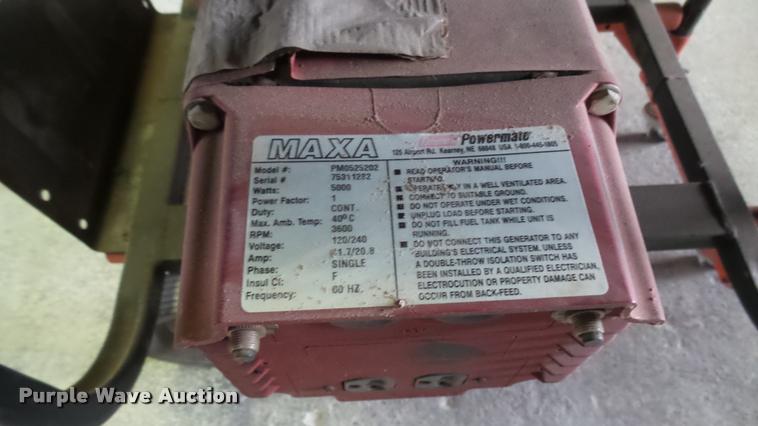 MAXA
Powermate
125 Airport Rd. Kearney, NE 68848 USA 1-800-445-1805
Model #: PM0525202
Serial # 75311282
Watts: 5000
Power Factor: 1
Duty: CONT.
Max. Amb. Temp: 40°C
RPM: 3600
Voltage: 120/240
Amp: 41.7/20.8
Phase: SINGLE
Insul Cl: F
Frequency: 60 HZ.
WARNING!!!
■ READ OPERATOR'S MANUAL BEFORE
STARTING.
■ OPERATE ONLY IN A WELL VENTILATED AREA.
■ CONNECT TO SUITABLE GROUND.
■ DO NOT OPERATE UNDER WET CONDITIONS.
■ UNPLUG LOAD BEFORE STARTING.
■ DO NOT FILL FUEL TANK WHILE UNIT IS
RUNNING.
■ DO NOT CONNECT THIS GENERATOR TO ANY
BUILDING'S ELECTRICAL SYSTEM, UNLESS
A DOUBLE-THROW ISOLATION SWITCH HAS
BEEN INSTALLED BY A QUALIFIED ELECTRICIAN.
ELECTROCUTION OR PROPERTY DAMAGE CAN
OCCUR FROM BACK-FEED.
Purple Wave Auction